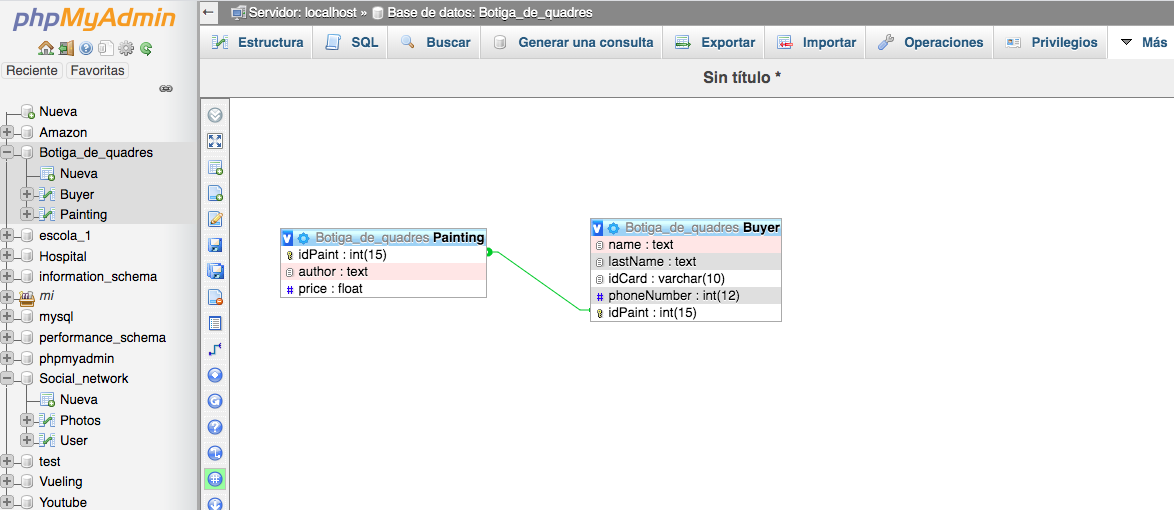 phpMyAdmin
Reciente Favoritas
Nueva
Amazon
Botiga_de_quadres
Nueva
Buyer
Painting
escola_1
Hospital
information_schema
mi
mysql
performance_schema
phpmyadmin
Social_network
Nueva
Photos
User
test
Vueling
Youtube
Servidor: localhost » Base de datos: Botiga_de_quadres
Estructura SQL Buscar Generar una consulta Exportar Importar Operaciones Privilegios Más
Sin título *
V Botiga_de_quadres Painting
idPaint : int(15)
author : text
# price : float
V Botiga_de_quadres Buyer
name : text
lastName : text
idCard : varchar(10)
# phoneNumber : int(12)
idPaint : int(15)